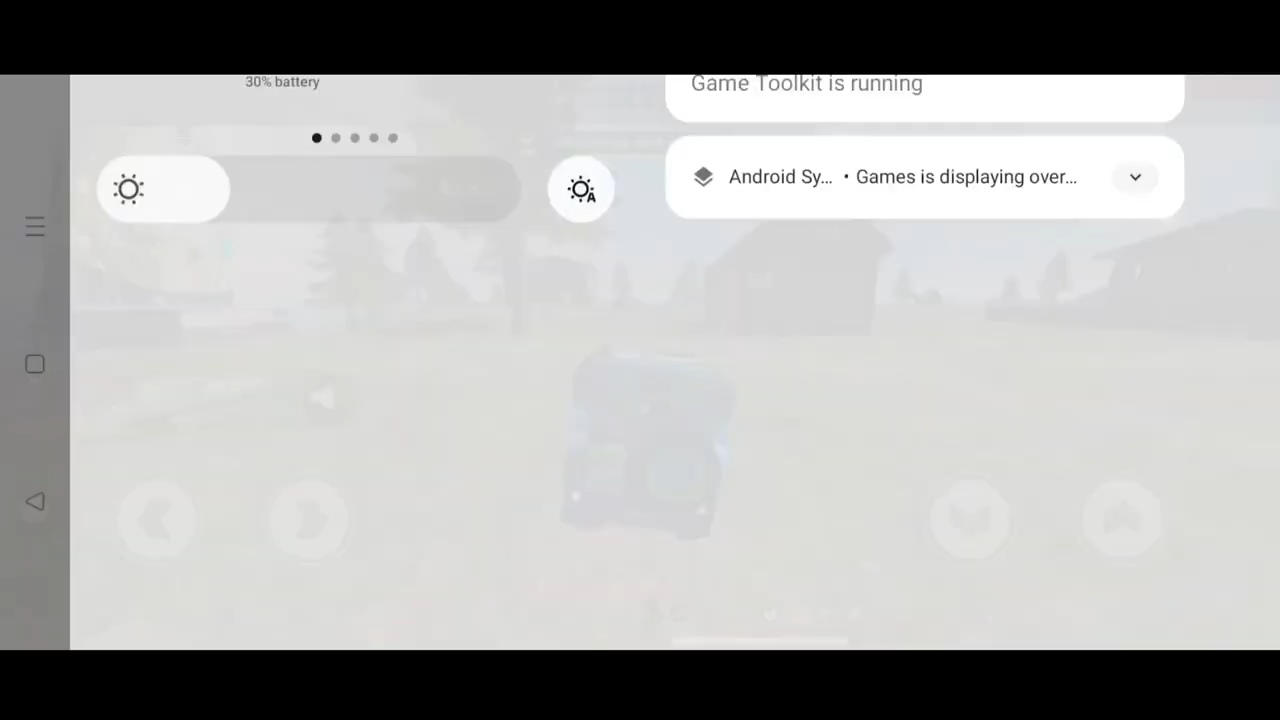 30% battery
Game Toolkit is running
Android Sy... • Games is displaying over...